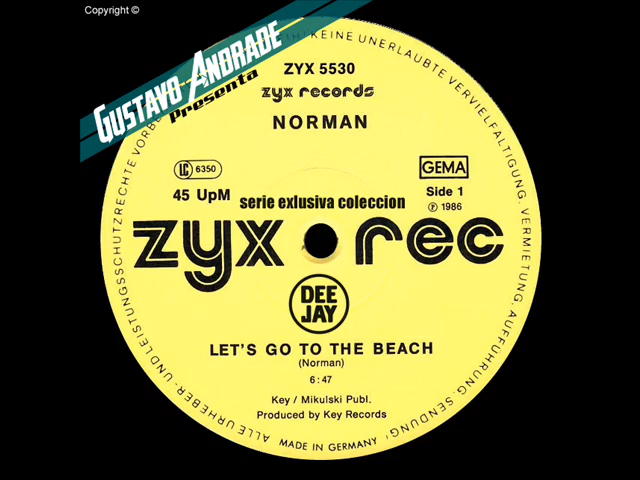 Copyright ©
GUSTAVO ANDRADE
Presenta
ZYX 5530
zyx records
NORMAN
LC 6350
GEMA
45 UpM
serie exlusiva coleccion
Side 1
℗ 1986
zyx rec
DEE
JAY
LET'S GO TO THE BEACH
(Norman)
6:47
Key / Mikulski Publ.
Produced by Key Records
MADE IN GERMANY
ALLE URHEBER- UND LEISTUNGSSCHUTZRECHTE VORBE
KEINE UNERLAUBTE VERVIELFÄLTIGUNG, VERMIETUNG, AUFFÜHRUNG, SENDUNG!